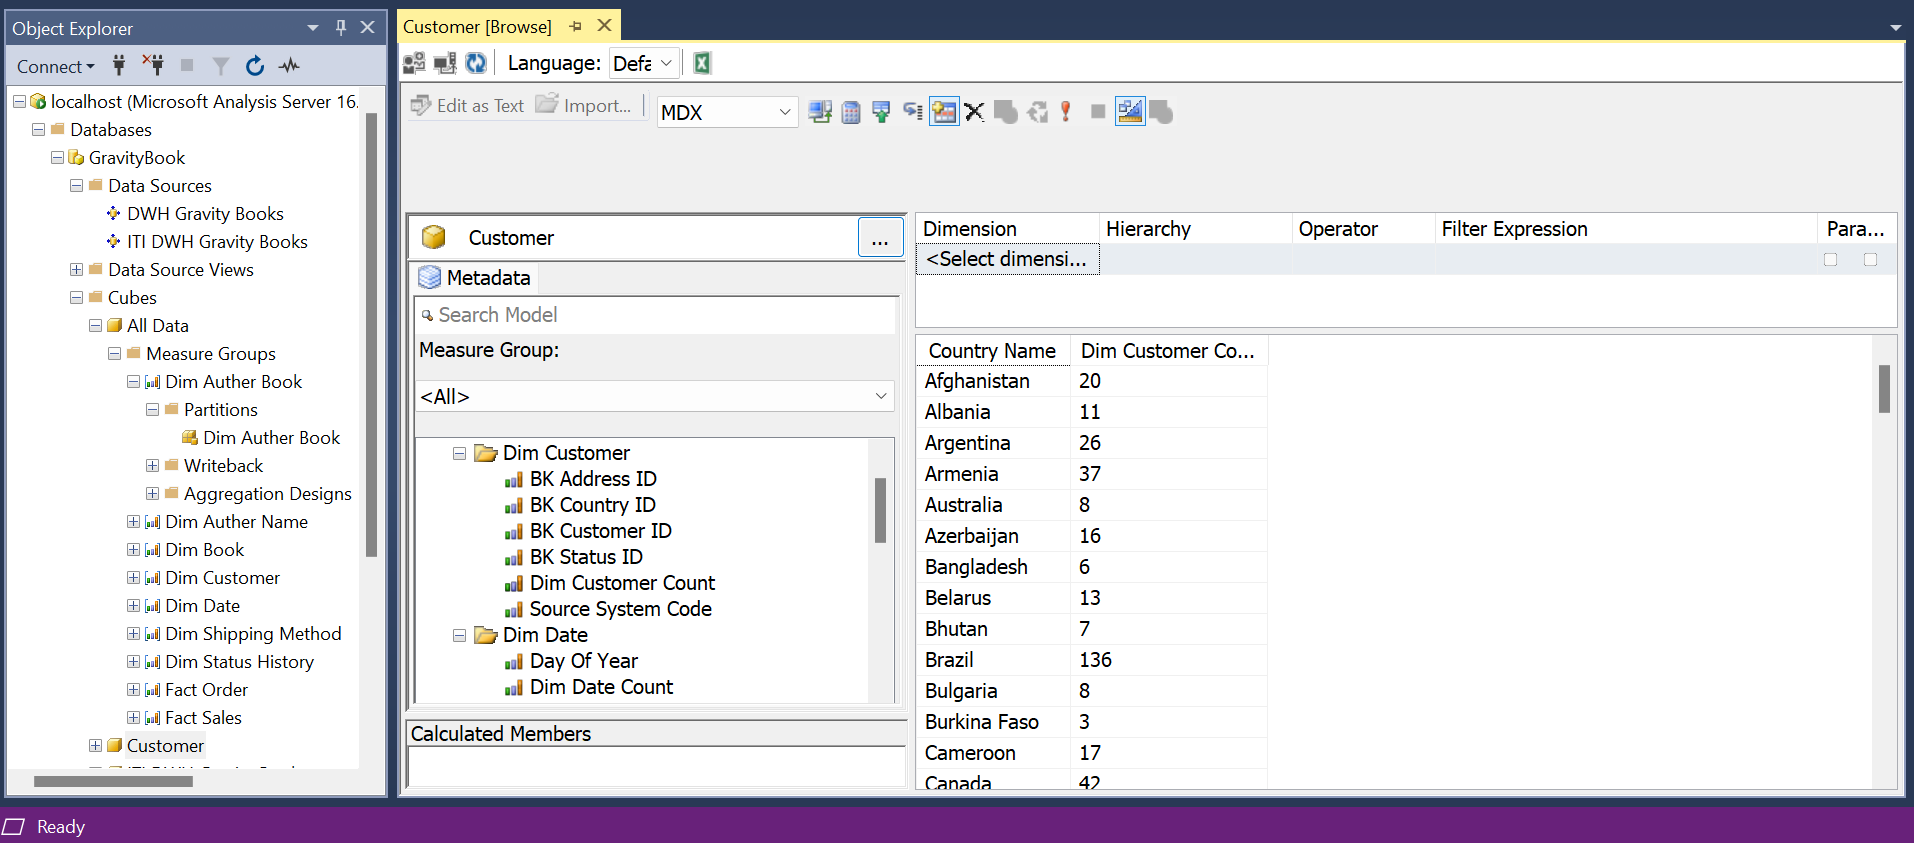 Object Explorer
Connect
localhost (Microsoft Analysis Server 16.
Databases
GravityBook
Data Sources
DWH Gravity Books
ITI DWH Gravity Books
Data Source Views
Cubes
All Data
Measure Groups
Dim Auther Book
Partitions
Dim Auther Book
Writeback
Aggregation Designs
Dim Auther Name
Dim Book
Dim Customer
Dim Date
Dim Shipping Method
Dim Status History
Fact Order
Fact Sales
Customer
Customer [Browse]
Language: Defa
Edit as Text Import... MDX
Customer ...
Metadata
Search Model
Measure Group:
<All>
Dim Customer
BK Address ID
BK Country ID
BK Customer ID
BK Status ID
Dim Customer Count
Source System Code
Dim Date
Day Of Year
Dim Date Count
Calculated Members
Dimension Hierarchy Operator Filter Expression Para...
<Select dimensi...
Country Name Dim Customer Co...
Afghanistan 20
Albania 11
Argentina 26
Armenia 37
Australia 8
Azerbaijan 16
Bangladesh 6
Belarus 13
Bhutan 7
Brazil 136
Bulgaria 8
Burkina Faso 3
Cameroon 17
Canada 42
Ready